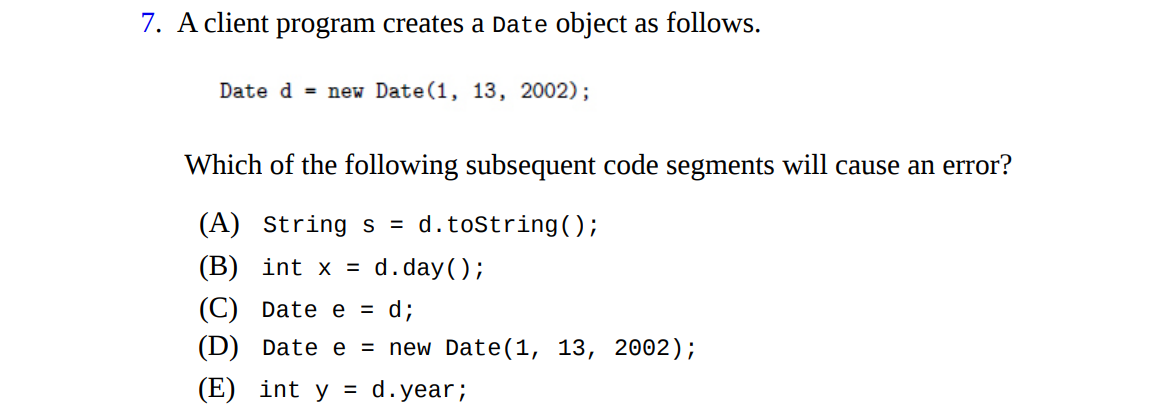 7. A client program creates a Date object as follows.
Date d = new Date(1, 13, 2002);
Which of the following subsequent code segments will cause an error?
(A) String s = d.toString();
(B) int x = d.day();
(C) Date e = d;
(D) Date e = new Date(1, 13, 2002);
(E) int y = d.year;